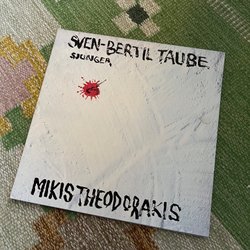 SVEN-BERTIL TAUBE
SJUNGER
MIKIS THEODORAKIS